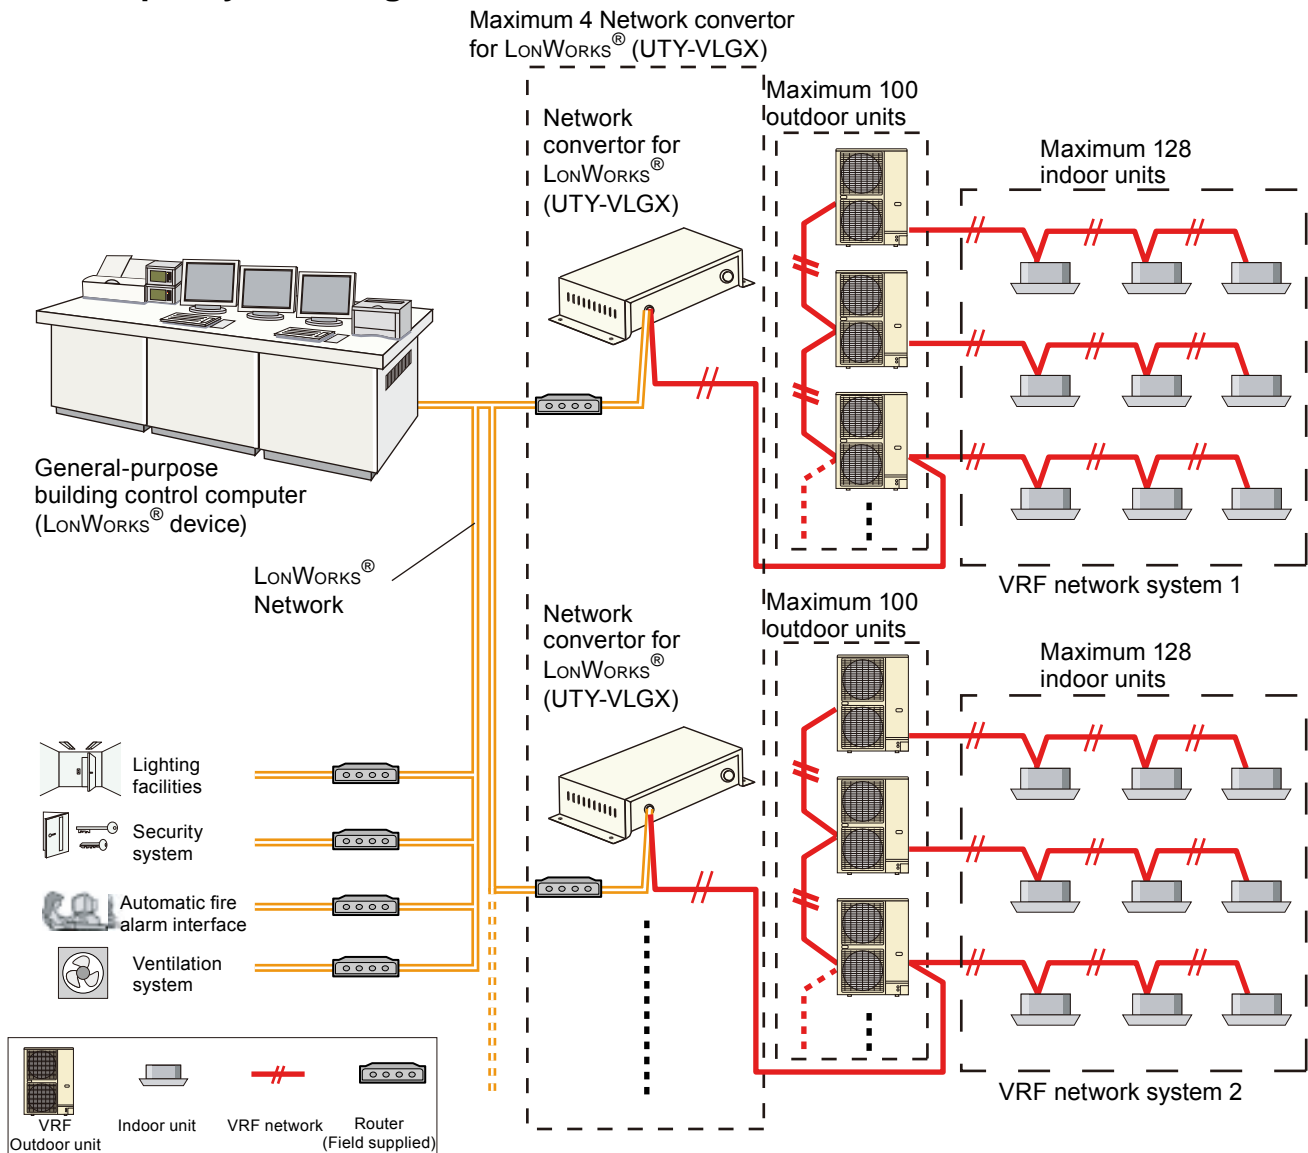 Maximum 4 Network convertor
for LONWORKS® (UTY-VLGX)
Network
convertor for
LONWORKS®
(UTY-VLGX)
Maximum 100
outdoor units
Maximum 128
indoor units
General-purpose
building control computer
(LONWORKS® device)
LONWORKS®
Network
VRF network system 1
Network
convertor for
LONWORKS®
(UTY-VLGX)
Maximum 100
outdoor units
Maximum 128
indoor units
Lighting
facilities
Security
system
Automatic fire
alarm interface
Ventilation
system
VRF network system 2
VRF
Outdoor unit
Indoor unit
VRF network
Router
(Field supplied)